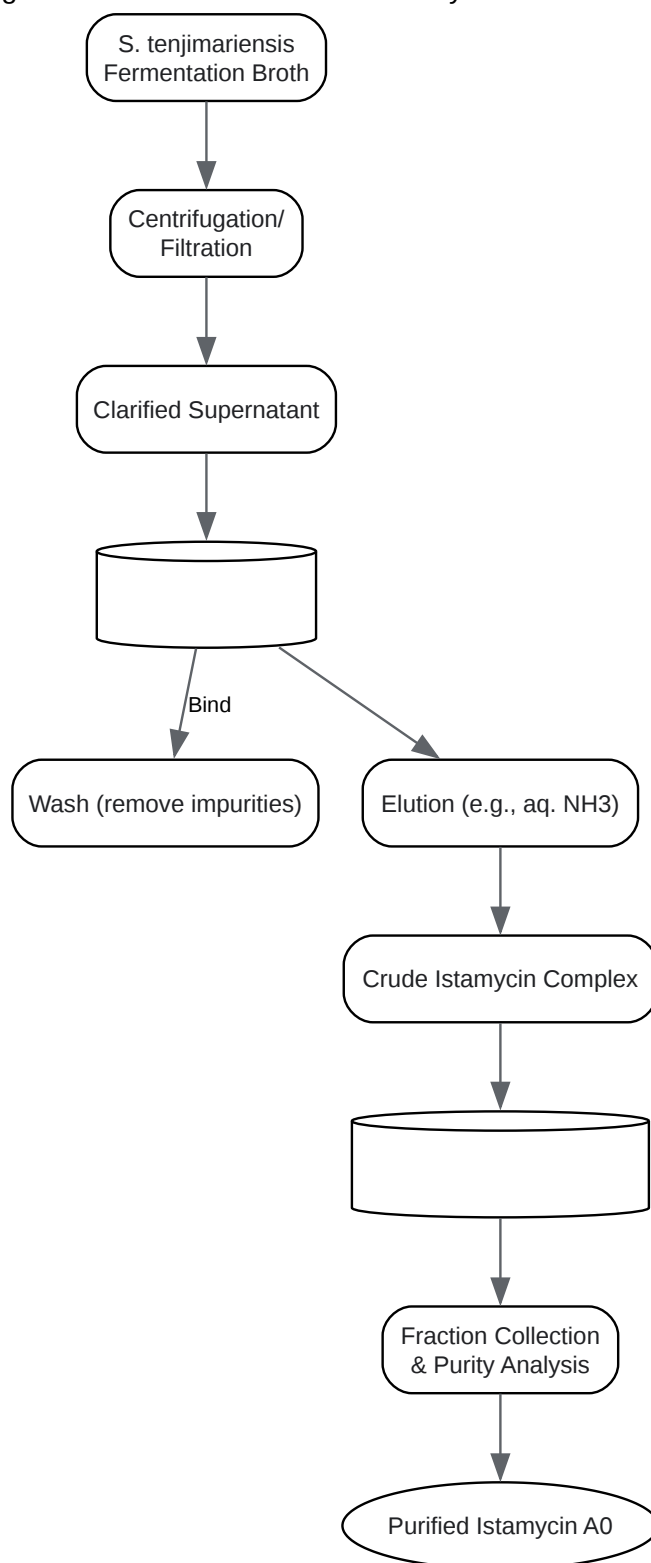 S. tenjimariensis
Fermentation Broth
Centrifugation/
Filtration
Clarified Supernatant
Bind
Wash (remove impurities)
Elution (e.g., aq. NH3)
Crude Istamycin Complex
Fraction Collection
& Purity Analysis
Purified Istamycin A0